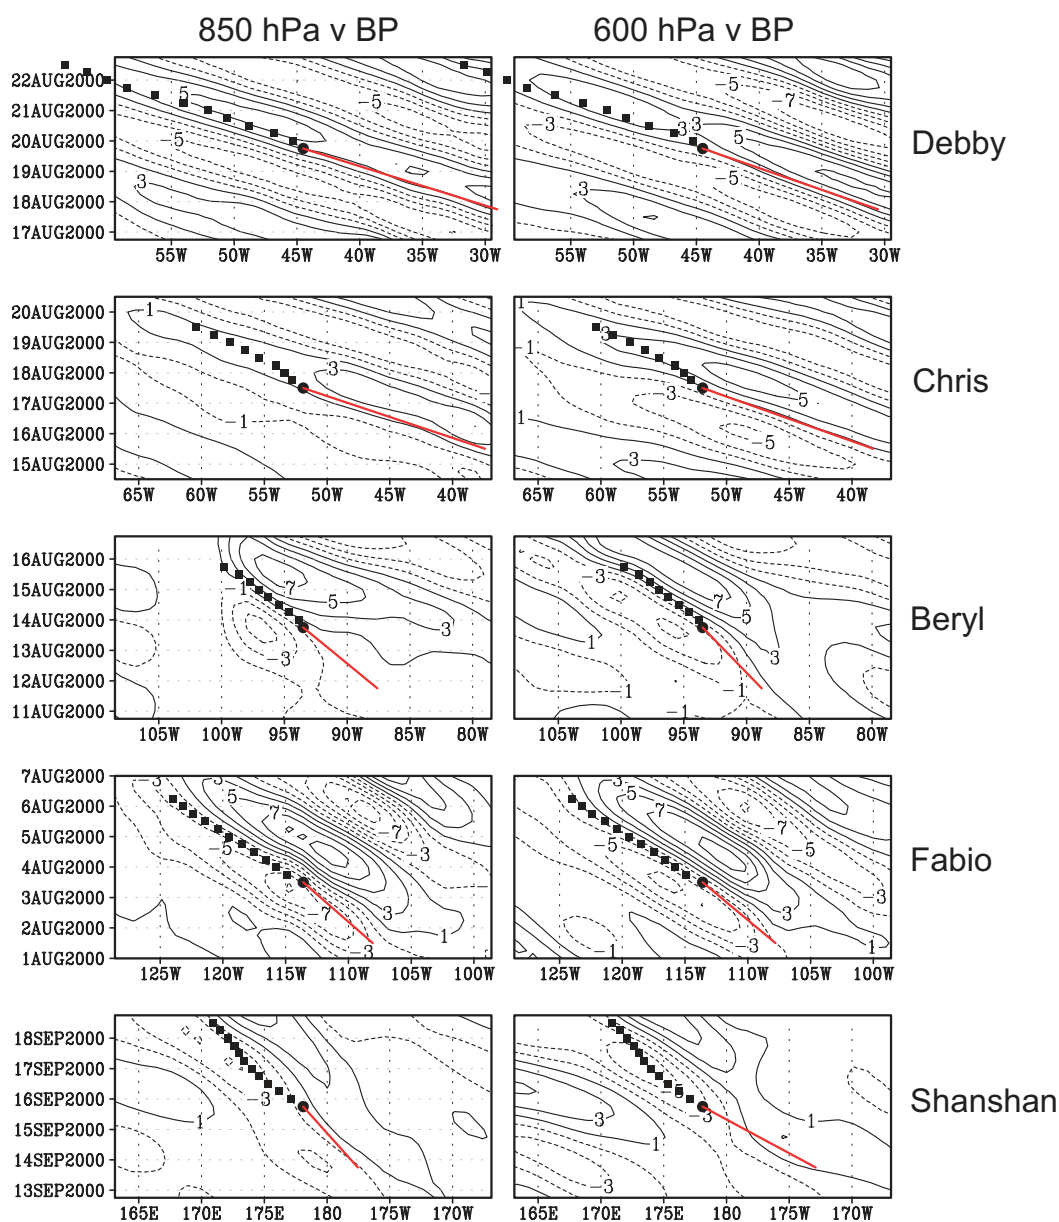 850 hPa v BP 600 hPa v BP
22AUG2000
21AUG2000
20AUG2000
19AUG2000
18AUG2000
17AUG2000
5 -5 -5 3
-5 -7 -3 3 3 5 -5 3
Debby
55W 50W 45W 40W 35W 30W 55W 50W 45W 40W 35W 30W
20AUG2000
19AUG2000
18AUG2000
17AUG2000
16AUG2000
15AUG2000
1 3 -1
1 3 -1 -3 5 1 -5 3
Chris
65W 60W 55W 50W 45W 40W 65W 60W 55W 50W 45W 40W
16AUG2000
15AUG2000
14AUG2000
13AUG2000
12AUG2000
11AUG2000
7 -1 5 3 -3
-3 7 5 3 -1 -1 -1
Beryl
105W 100W 95W 90W 85W 80W 105W 100W 95W 90W 85W 80W
7AUG2000
6AUG2000
5AUG2000
4AUG2000
3AUG2000
2AUG2000
1AUG2000
-3 3 5 7 -7 -5 -3 -7 3 1 -3
-3 3 5 7 -7 -5 -5 3 1 -3 -1
Fabio
125W 120W 115W 110W 105W 100W 125W 120W 115W 110W 105W 100W
18SEP2000
17SEP2000
16SEP2000
15SEP2000
14SEP2000
13SEP2000
-3 1
-5 -3 3 1 -3
Shanshan
165E 170E 175E 180 175W 170W 165E 170E 175E 180 175W 170W